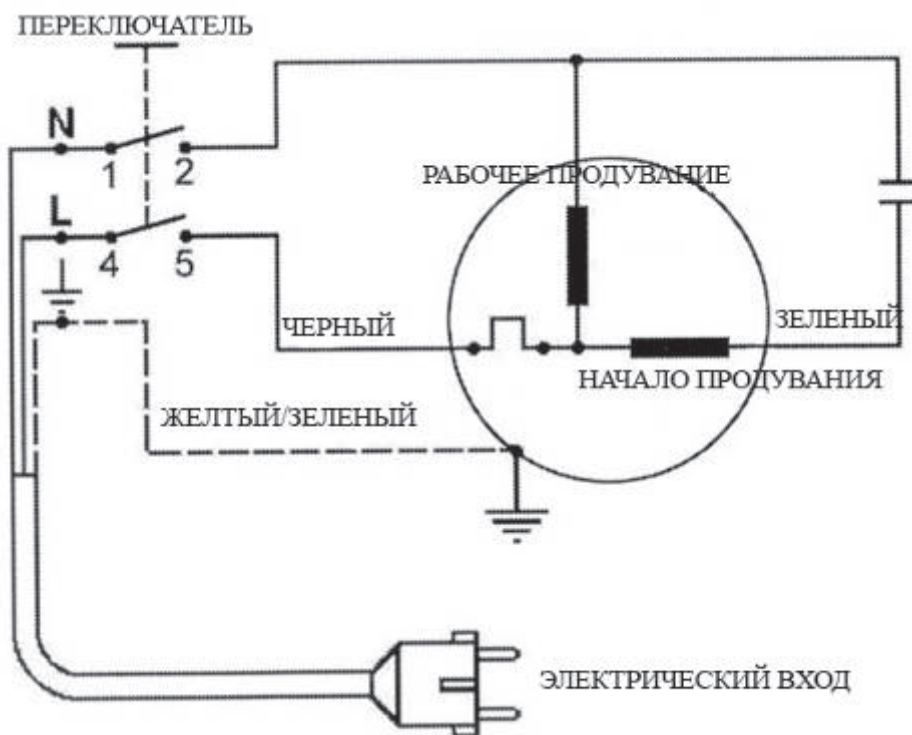 ПЕРЕКЛЮЧАТЕЛЬ
N
1 2
РАБОЧЕЕ ПРОДУВАНИЕ
L
4 5
ЧЕРНЫЙ
ЗЕЛЕНЫЙ
НАЧАЛО ПРОДУВАНИЯ
ЖЕЛТЫЙ/ЗЕЛЕНЫЙ
ЭЛЕКТРИЧЕСКИЙ ВХОД